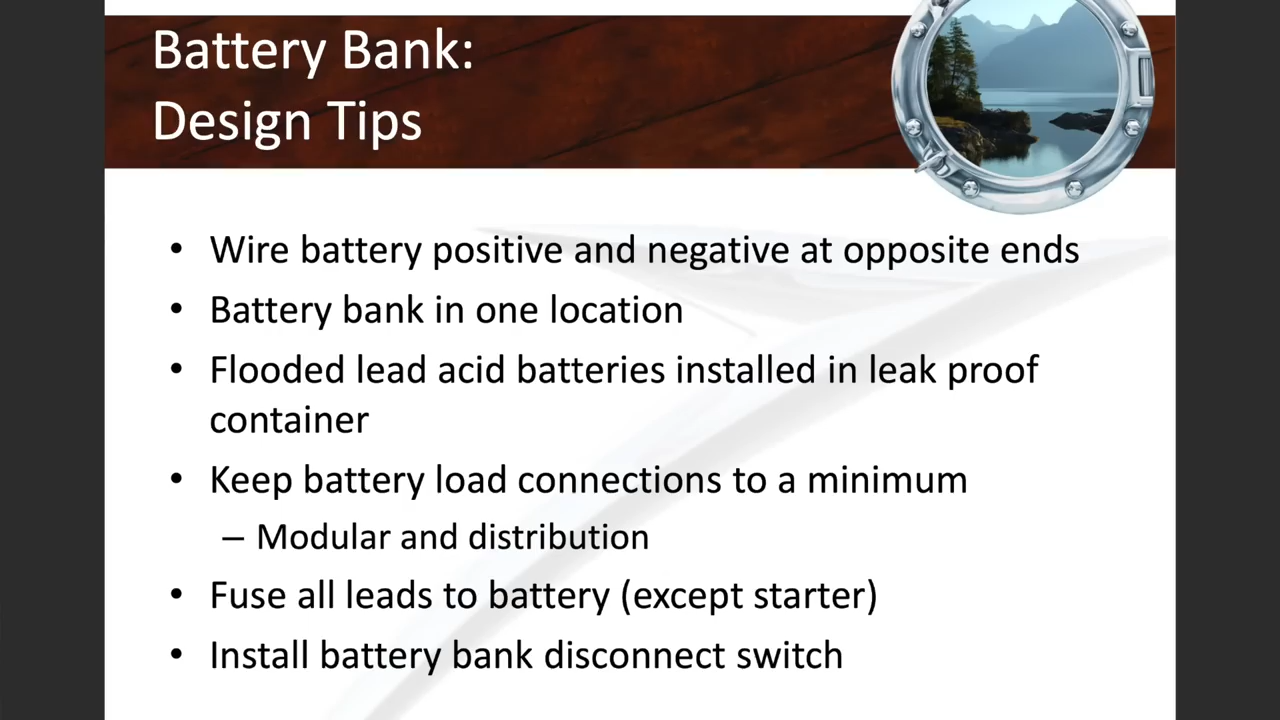 Battery Bank:
Design Tips
• Wire battery positive and negative at opposite ends
• Battery bank in one location
• Flooded lead acid batteries installed in leak proof
container
• Keep battery load connections to a minimum
– Modular and distribution
• Fuse all leads to battery (except starter)
• Install battery bank disconnect switch